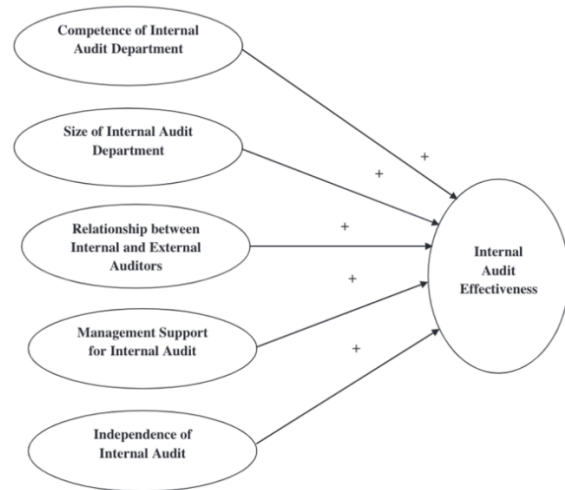 Competence of Internal
Audit Department
Size of Internal Audit
Department
Relationship between
Internal and External
Auditors
Management Support
for Internal Audit
Independence of
Internal Audit
+
+
+
+
+
Internal
Audit
Effectiveness